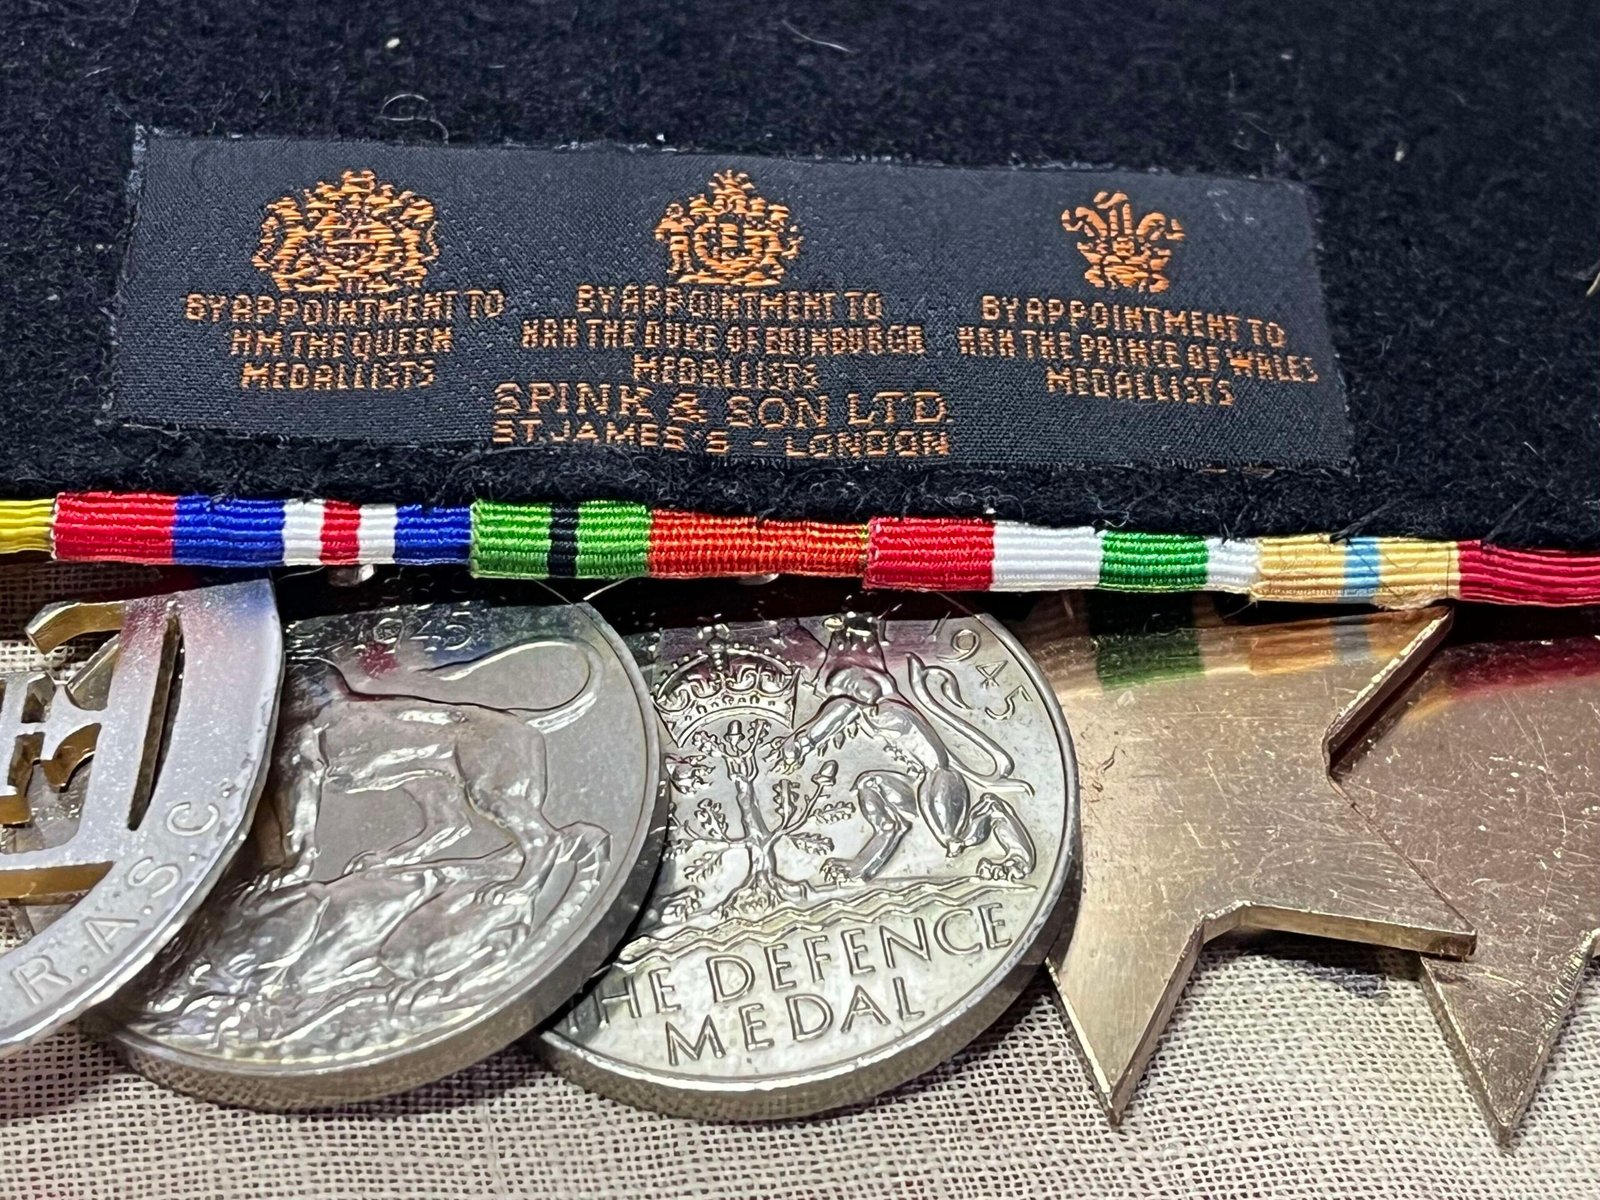 BY APPOINTMENT TO
HM THE QUEEN
MEDALLISTS
BY APPOINTMENT TO
HRH THE DUKE OF EDINBURGH
MEDALLISTS
BY APPOINTMENT TO
HRH THE PRINCE OF WALES
MEDALLISTS
SPINK & SON LTD
ST. JAMES'S - LONDON
R.A.S.C.
1945
1945
THE DEFENCE
MEDAL